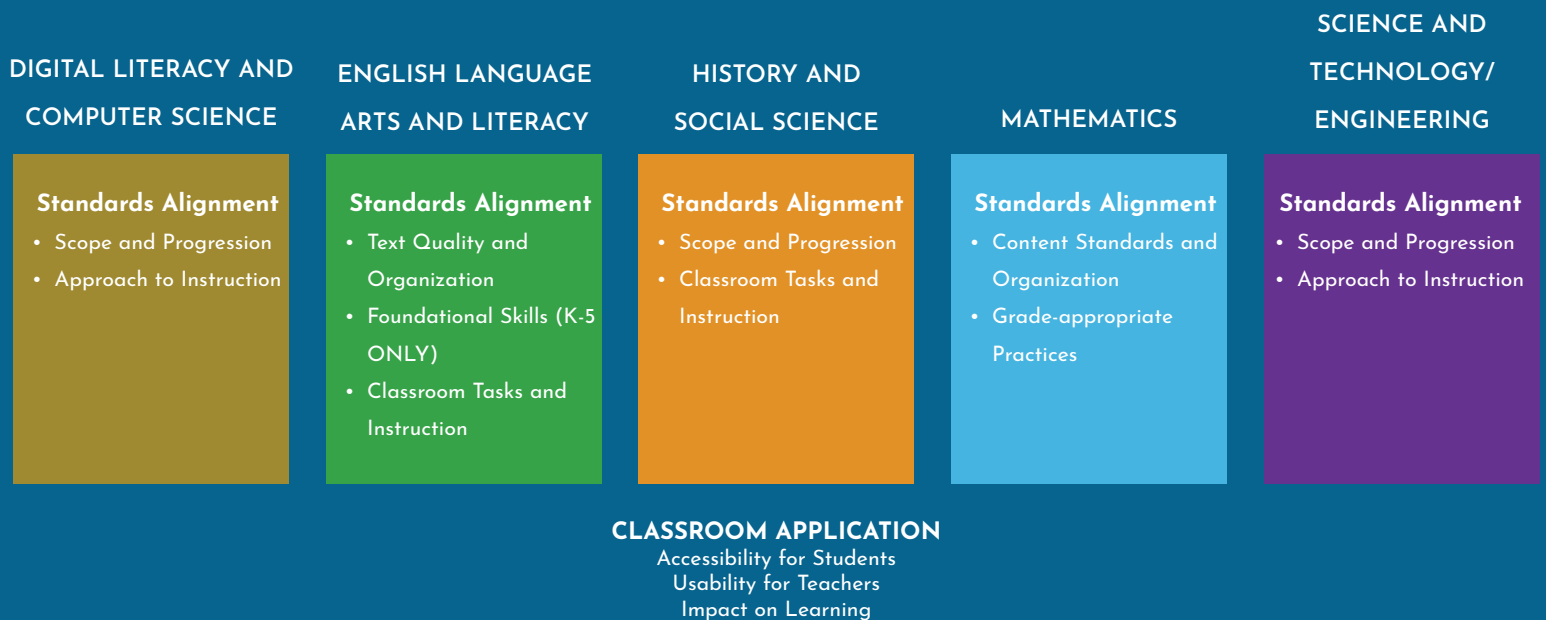 DIGITAL LITERACY AND
COMPUTER SCIENCE
Standards Alignment
• Scope and Progression
• Approach to Instruction
ENGLISH LANGUAGE
ARTS AND LITERACY
Standards Alignment
• Text Quality and
Organization
• Foundational Skills (K-5
ONLY)
• Classroom Tasks and
Instruction
HISTORY AND
SOCIAL SCIENCE
Standards Alignment
• Scope and Progression
• Classroom Tasks and
Instruction
MATHEMATICS
Standards Alignment
• Content Standards and
Organization
• Grade-appropriate
Practices
SCIENCE AND
TECHNOLOGY/
ENGINEERING
Standards Alignment
• Scope and Progression
• Approach to Instruction
CLASSROOM APPLICATION
Accessibility for Students
Usability for Teachers
Impact on Learning